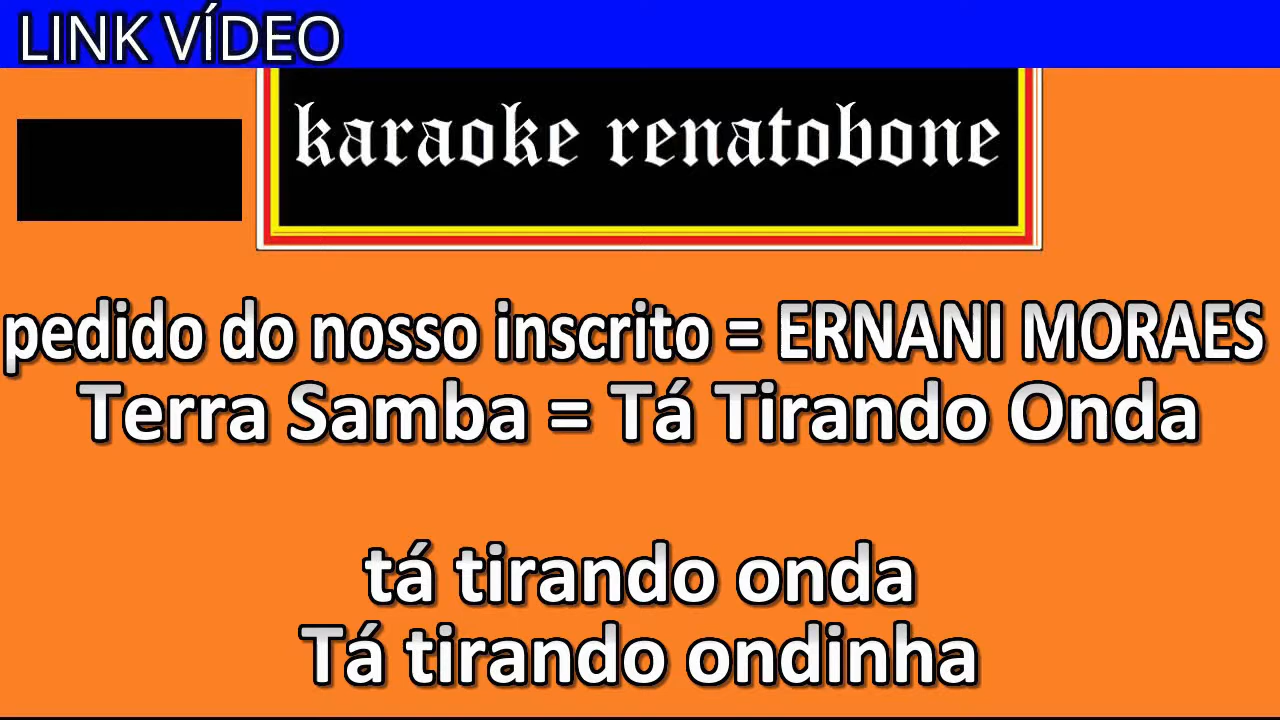 LINK VÍDEO
karaoke renatobone
pedido do nosso inscrito = ERNANI MORAES
Terra Samba = Tá Tirando Onda
tá tirando onda
Tá tirando ondinha